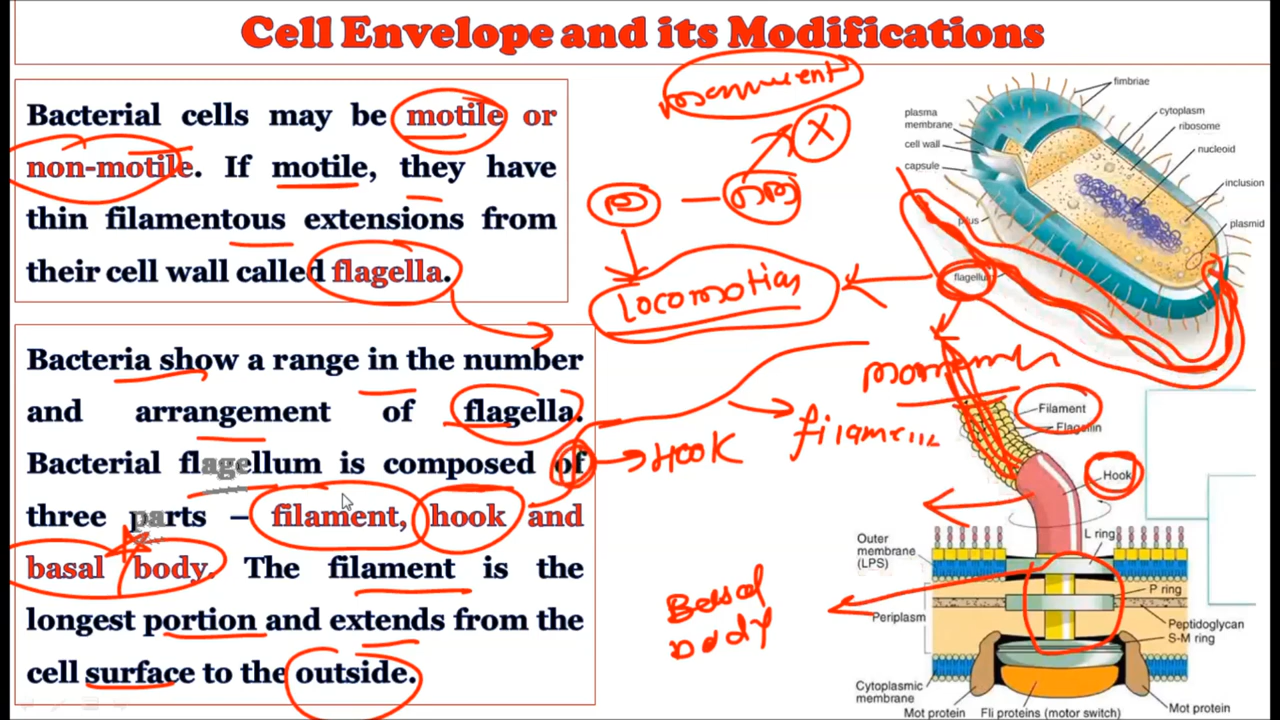 Cell Envelope and its Modifications
Bacterial cells may be motile or
non-motile. If motile, they have
thin filamentous extensions from
their cell wall called flagella.
Bacteria show a range in the number
and arrangement of flagella.
Bacterial flagellum is composed of
three parts – filament, hook and
basal body. The filament is the
longest portion and extends from the
cell surface to the outside.
X
Locomotion
HOOK
Basal
body
fimbriae
plasma
membrane
cytoplasm
ribosome
cell wall
nucleoid
capsule
inclusion
pilus
plasmid
flagellum
Filament
Flagellin
Hook
L ring
Outer
membrane
(LPS)
P ring
Periplasm
Peptidoglycan
S-M ring
Cytoplasmic
membrane
Mot protein
Fli proteins (motor switch)
Mot protein